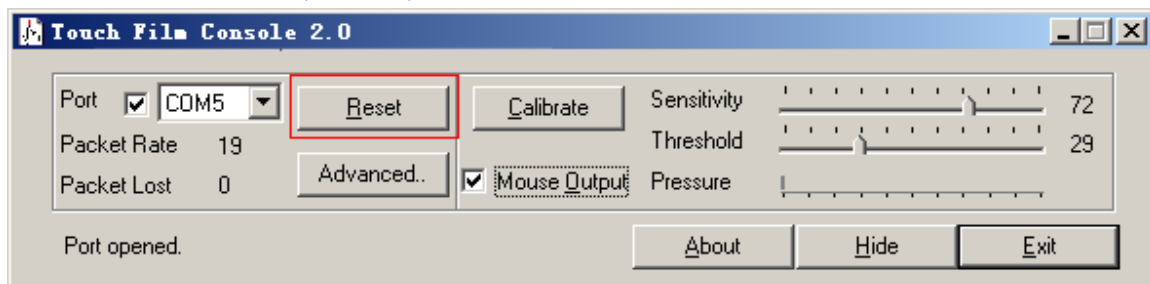 Touch Film Console 2.0
Port COM5 Reset Calibrate Sensitivity 72
Packet Rate 19 Threshold 29
Packet Lost 0 Advanced.. Mouse Output Pressure
Port opened. About Hide Exit